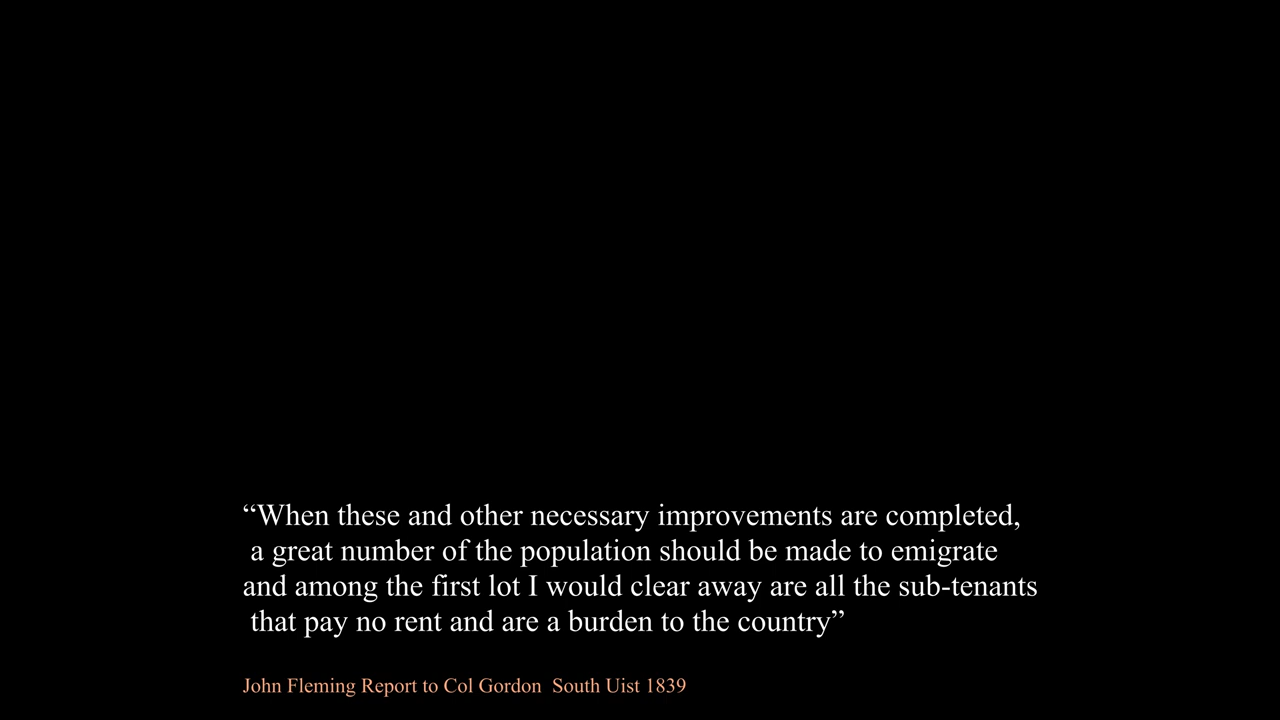 “When these and other necessary improvements are completed,
a great number of the population should be made to emigrate
and among the first lot I would clear away are all the sub-tenants
that pay no rent and are a burden to the country”
John Fleming Report to Col Gordon  South Uist 1839